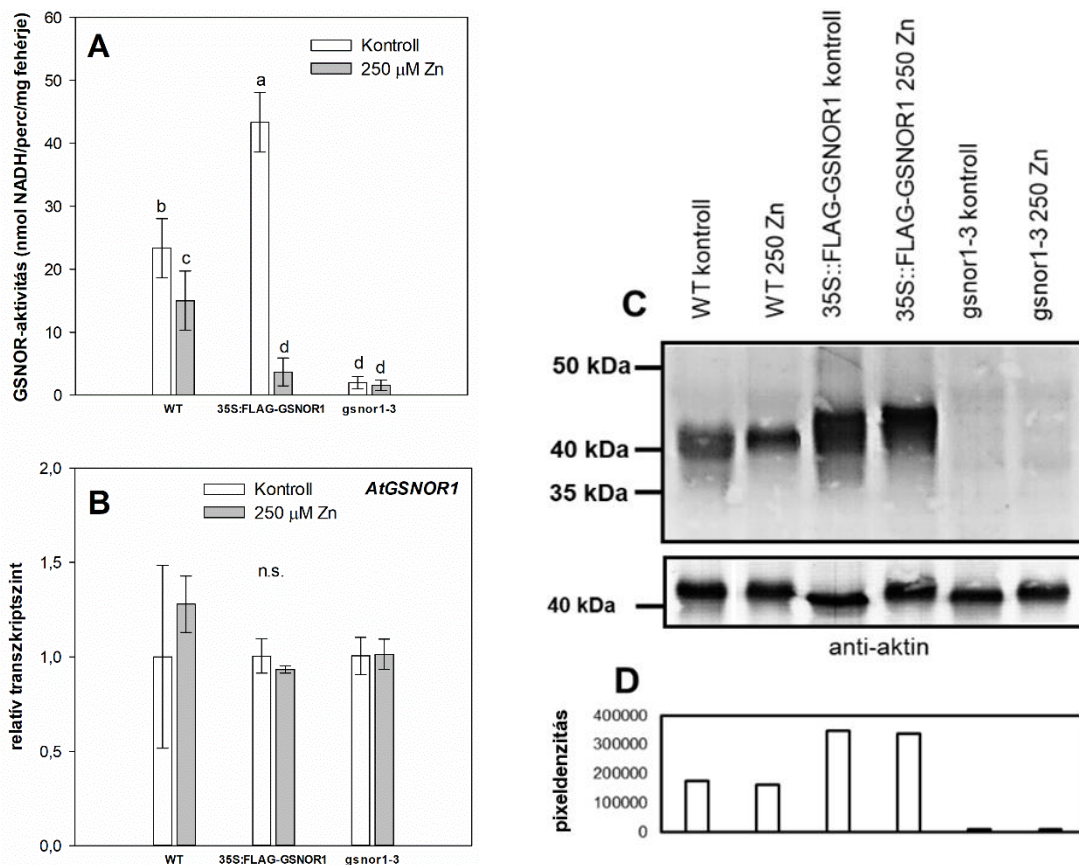 A
Kontroll
250 μM Zn
GSNOR-aktivitás (nmol NADH/perc/mg fehérje)
60
50
40
30
20
10
0
b
c
a
d
d d
WT
35S:FLAG-GSNOR1
gsnor1-3
B
Kontroll
250 μM Zn
AtGSNOR1
relatív transzkriptszint
2,0
1,5
1,0
0,5
0,0
n.s.
WT
35S:FLAG-GSNOR1
gsnor1-3
C
WT kontroll
WT 250 Zn
35S::FLAG-GSNOR1 kontroll
35S::FLAG-GSNOR1 250 Zn
gsnor1-3 kontroll
gsnor1-3 250 Zn
50 kDa
40 kDa
35 kDa
40 kDa
anti-aktin
D
pixeldenzitás
400000
300000
200000
100000
0